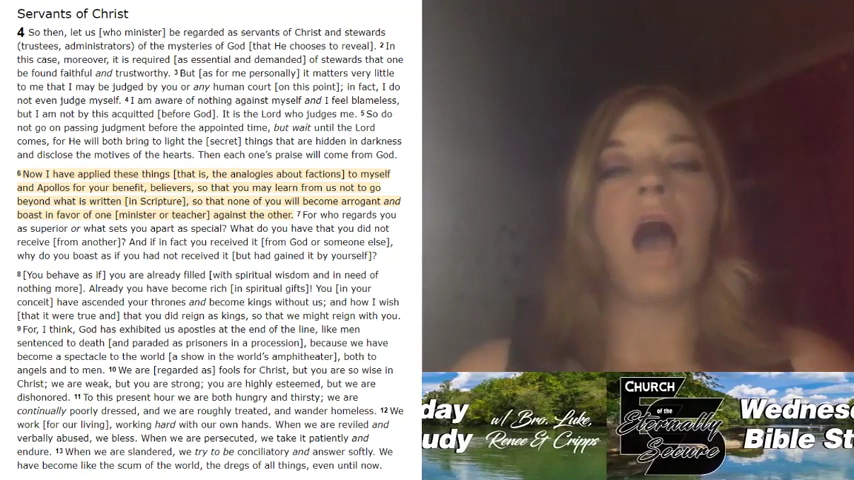 Servants of Christ
4 So then, let us [who minister] be regarded as servants of Christ and stewards
(trustees, administrators) of the mysteries of God [that He chooses to reveal]. 2 In
this case, moreover, it is required [as essential and demanded] of stewards that one
be found faithful and trustworthy. 3 But [as for me personally] it matters very little
to me that I may be judged by you or any human court [on this point]; in fact, I do
not even judge myself. 4 I am aware of nothing against myself and I feel blameless,
but I am not by this acquitted [before God]. It is the Lord who judges me. 5 So do
not go on passing judgment before the appointed time, but wait until the Lord
comes, for He will both bring to light the [secret] things that are hidden in darkness
and disclose the motives of the hearts. Then each one's praise will come from God.
6 Now I have applied these things [that is, the analogies about factions] to myself
and Apollos for your benefit, believers, so that you may learn from us not to go
beyond what is written [in Scripture], so that none of you will become arrogant and
boast in favor of one [minister or teacher] against the other. 7 For who regards you
as superior or what sets you apart as special? What do you have that you did not
receive [from another]? And if in fact you received it [from God or someone else],
why do you boast as if you had not received it [but had gained it by yourself]?
8 [You behave as if] you are already filled [with spiritual wisdom and in need of
nothing more]. Already you have become rich [in spiritual gifts]! You [in your
conceit] have ascended your thrones and become kings without us; and how I wish
[that it were true and] that you did reign as kings, so that we might reign with you.
9 For, I think, God has exhibited us apostles at the end of the line, like men
sentenced to death [and paraded as prisoners in a procession], because we have
become a spectacle to the world [a show in the world's amphitheater], both to
angels and to men. 10 We are [regarded as] fools for Christ, but you are so wise in
Christ; we are weak, but you are strong; you are highly esteemed, but we are
dishonored. 11 To this present hour we are both hungry and thirsty; we are
continually poorly dressed, and we are roughly treated, and wander homeless. 12 We
work [for our living], working hard with our own hands. When we are reviled and
verbally abused, we bless. When we are persecuted, we take it patiently and
endure. 13 When we are slandered, we try to be conciliatory and answer softly. We
have become like the scum of the world, the dregs of all things, even until now.
day
udy
w/ Bro. Luke,
Renee & Cripps
CHURCH
of the
Eternally
Secure
Wednes
Bible St